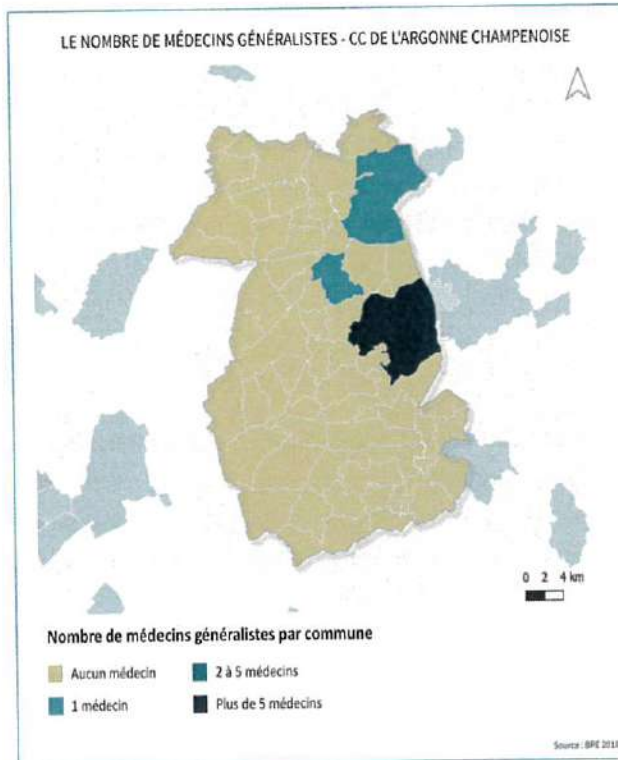 LE NOMBRE DE MÉDECINS GÉNÉRALISTES - CC DE L'ARGONNE CHAMPENOISE
0 2 4 km
Nombre de médecins généralistes par commune
Aucun médecin
2 à 5 médecins
1 médecin
Plus de 5 médecins
Source : BPE 2018